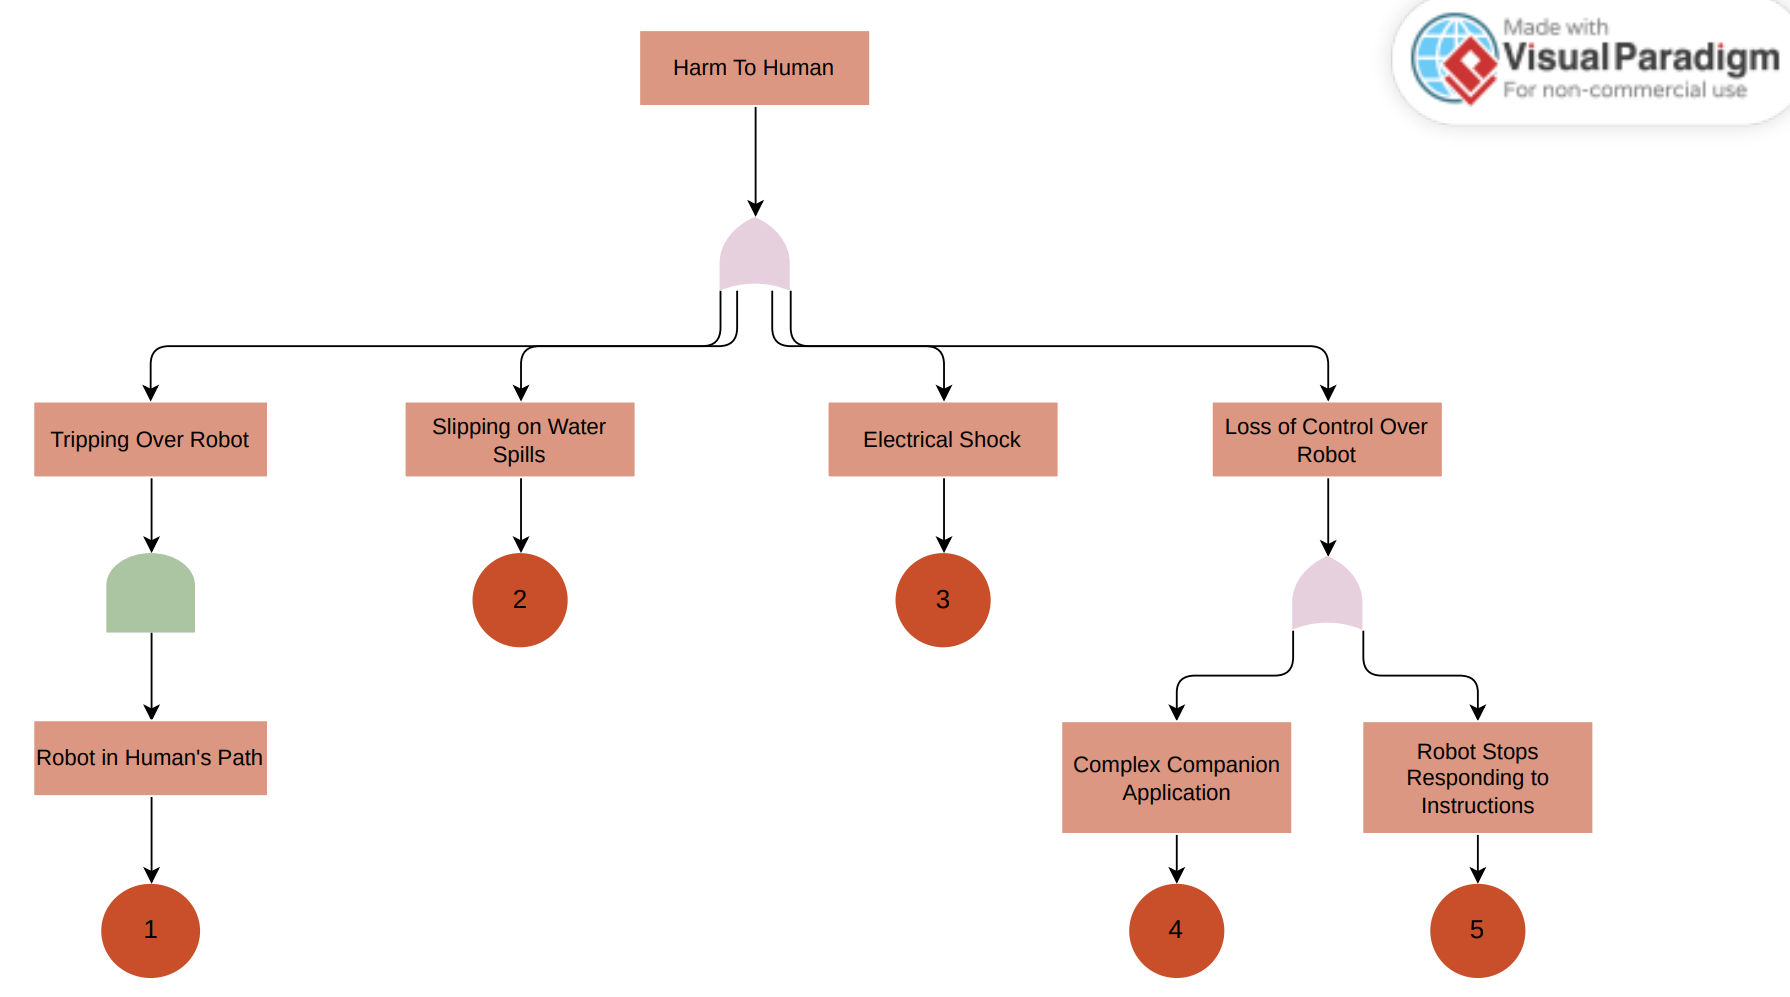 Made with
Visual Paradigm
For non-commercial use
Harm To Human
Tripping Over Robot
Slipping on Water
Spills
Electrical Shock
Loss of Control Over
Robot
2
3
Robot in Human's Path
Complex Companion
Application
Robot Stops
Responding to
Instructions
1
4
5